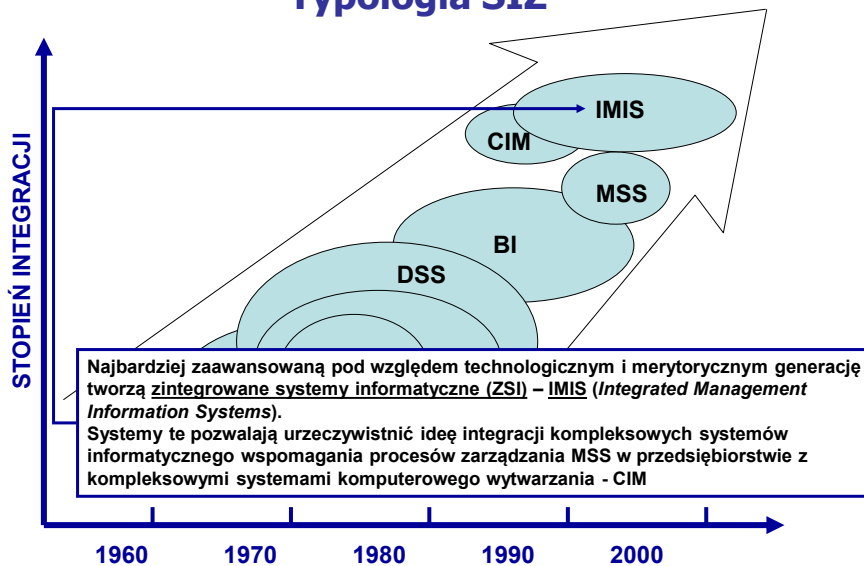 Typologia SIZ
STOPIEŃ INTEGRACJI
IMIS
CIM
MSS
BI
DSS
Najbardziej zaawansowaną pod względem technologicznym i merytorycznym generację
tworzą zintegrowane systemy informatyczne (ZSI) – IMIS (Integrated Management
Information Systems).
Systemy te pozwalają urzeczywistnić ideę integracji kompleksowych systemów
informatycznego wspomagania procesów zarządzania MSS w przedsiębiorstwie z
kompleksowymi systemami komputerowego wytwarzania - CIM
1960 1970 1980 1990 2000